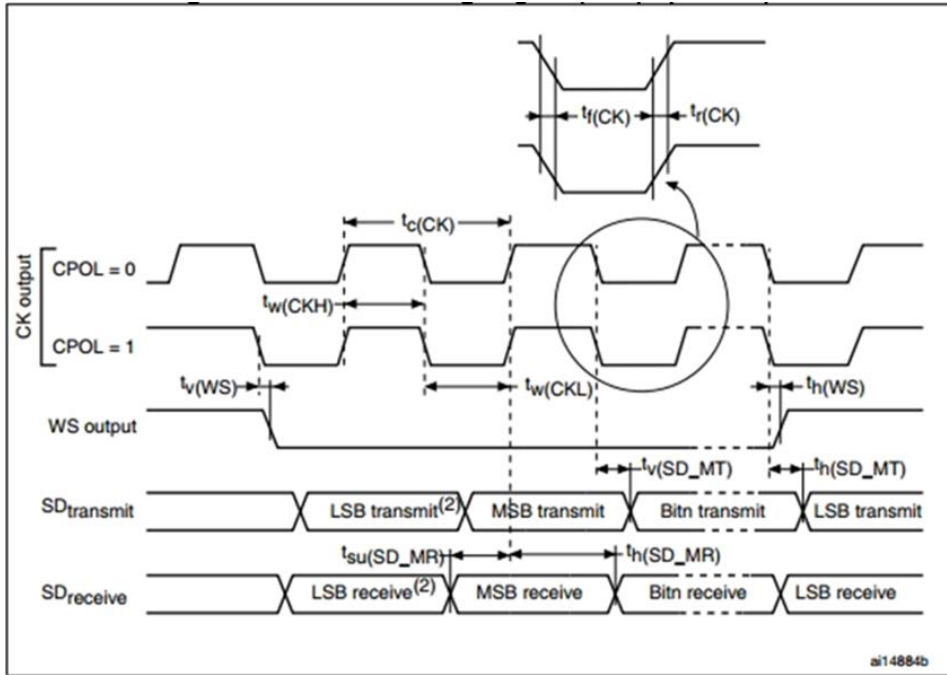 tf(CK) tr(CK)
tc(CK)
CK output
CPOL = 0
tw(CKH)
CPOL = 1
tv(WS) tw(CKL) th(WS)
WS output
tv(SD_MT) th(SD_MT)
SDtransmit LSB transmit(2) MSB transmit Bitn transmit LSB transmit
tsu(SD_MR) th(SD_MR)
SDreceive LSB receive(2) MSB receive Bitn receive LSB receive
ai14884b